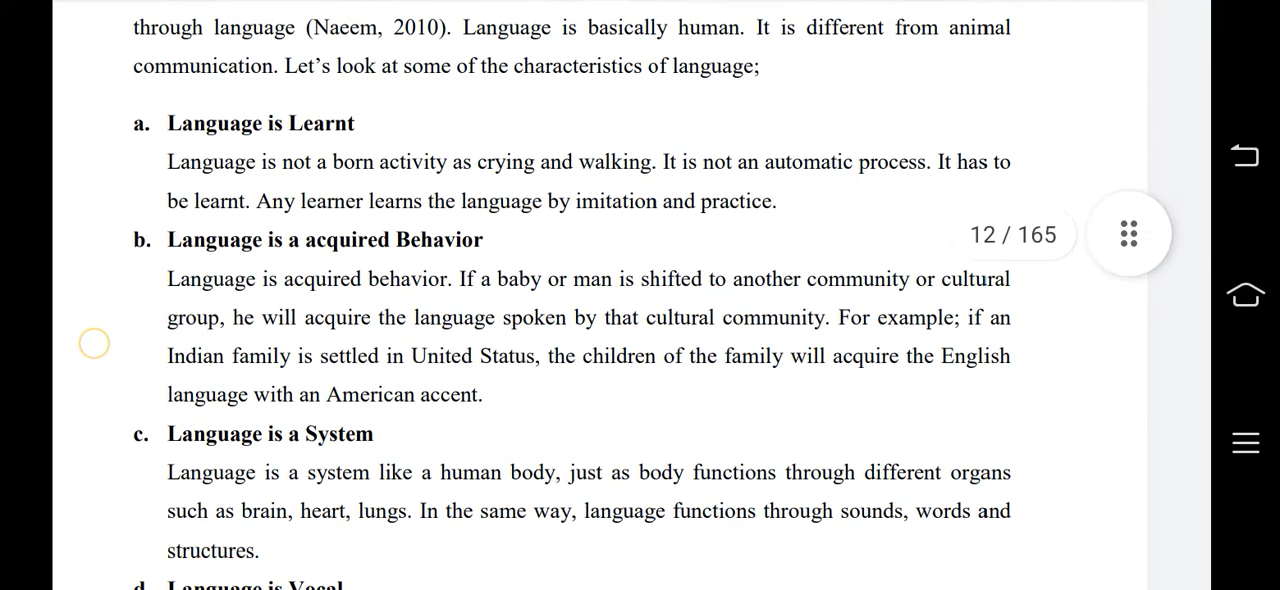 through language (Naeem, 2010). Language is basically human. It is different from animal
communication. Let’s look at some of the characteristics of language;
a. Language is Learnt
Language is not a born activity as crying and walking. It is not an automatic process. It has to
be learnt. Any learner learns the language by imitation and practice.
12 / 165
b. Language is a acquired Behavior
Language is acquired behavior. If a baby or man is shifted to another community or cultural
group, he will acquire the language spoken by that cultural community. For example; if an
Indian family is settled in United Status, the children of the family will acquire the English
language with an American accent.
c. Language is a System
Language is a system like a human body, just as body functions through different organs
such as brain, heart, lungs. In the same way, language functions through sounds, words and
structures.
d. Language is Vocal